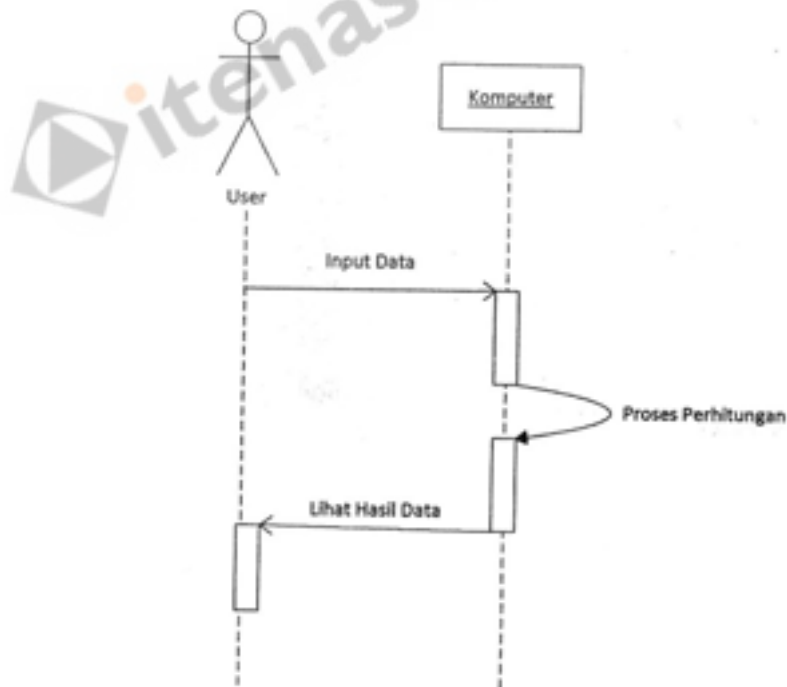 itenas
Komputer
User
Input Data
Proses Perhitungan
Lihat Hasil Data